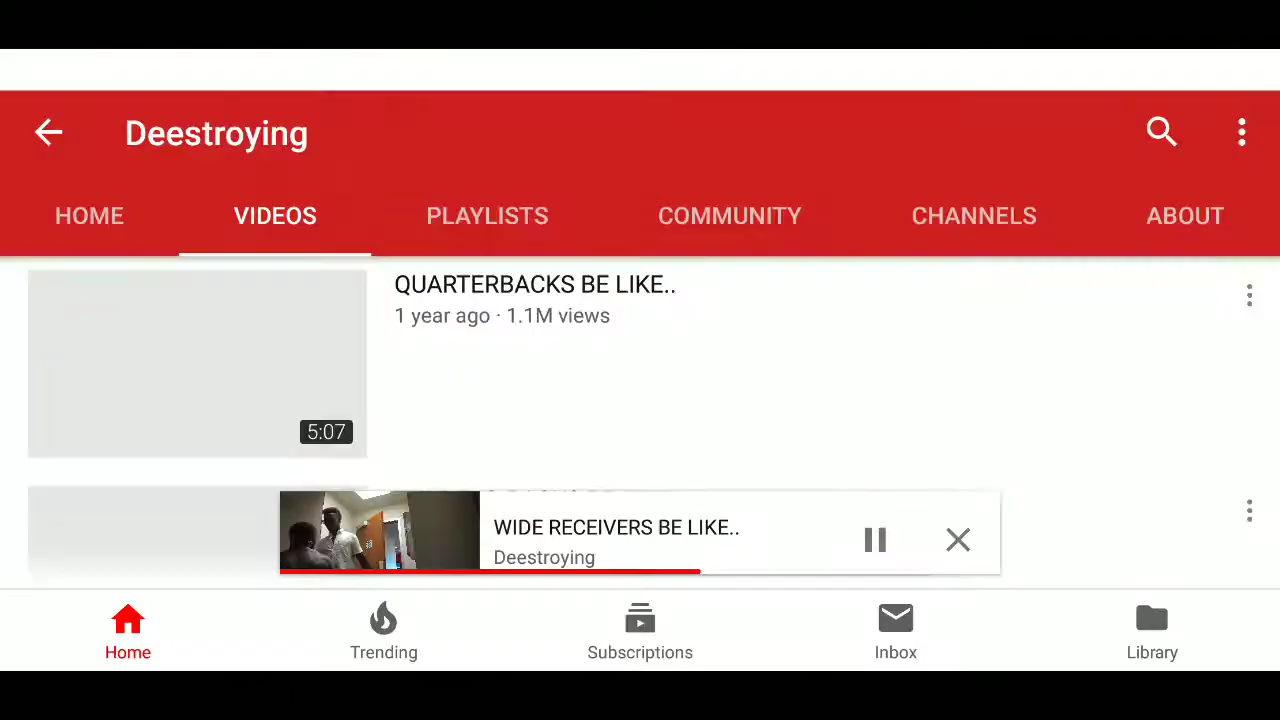 Deestroying
HOME VIDEOS PLAYLISTS COMMUNITY CHANNELS ABOUT
QUARTERBACKS BE LIKE..
1 year ago · 1.1M views
5:07
WIDE RECEIVERS BE LIKE..
Deestroying
Home Trending Subscriptions Inbox Library